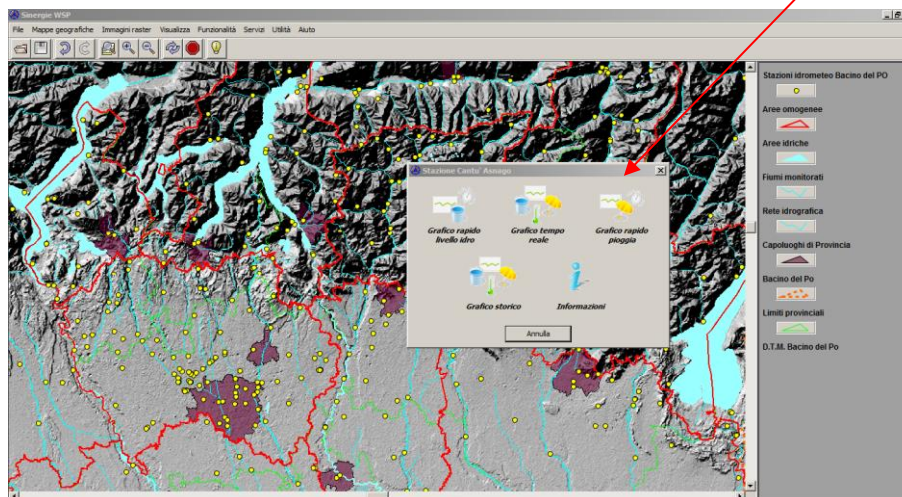 Sinergie WSP
File Mappe geografiche Immagini raster Visualizza Funzionalità Servizi Utilità Aiuto
Stazioni idrometeo Bacino del PO
Aree omogenee
Aree idriche
Fiumi monitorati
Rete idrografica
Capoluoghi di Provincia
Bacino del Po
Limiti provinciali
D.T.M. Bacino del Po
Stazione Cantu' Asnago
Grafico rapido
livello idro
Grafico tempo
reale
Grafico rapido
pioggia
Grafico storico
Informazioni
Annulla